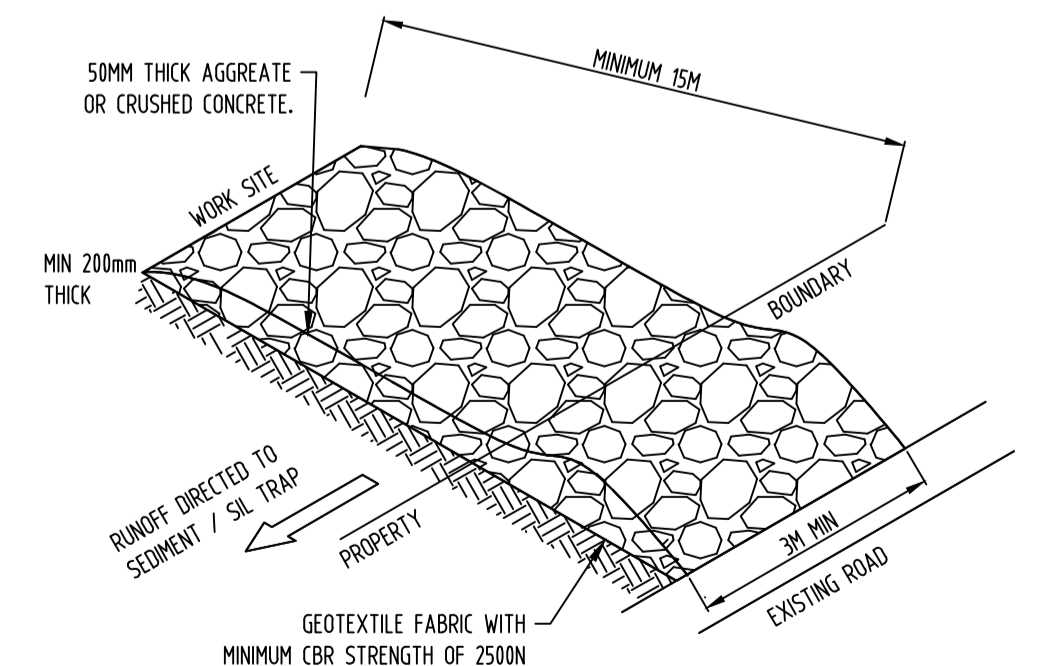 MINIMUM 15M
50MM THICK AGGREATE
OR CRUSHED CONCRETE.
WORK SITE
MIN 200mm
THICK
BOUNDARY
RUNOFF DIRECTED TO
SEDIMENT / SIL TRAP
PROPERTY
3M MIN
EXISTING ROAD
GEOTEXTILE FABRIC WITH
MINIMUM CBR STRENGTH OF 2500N